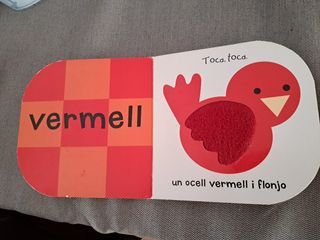 vermell
Toca, toca
un ocell vermell i flonjo